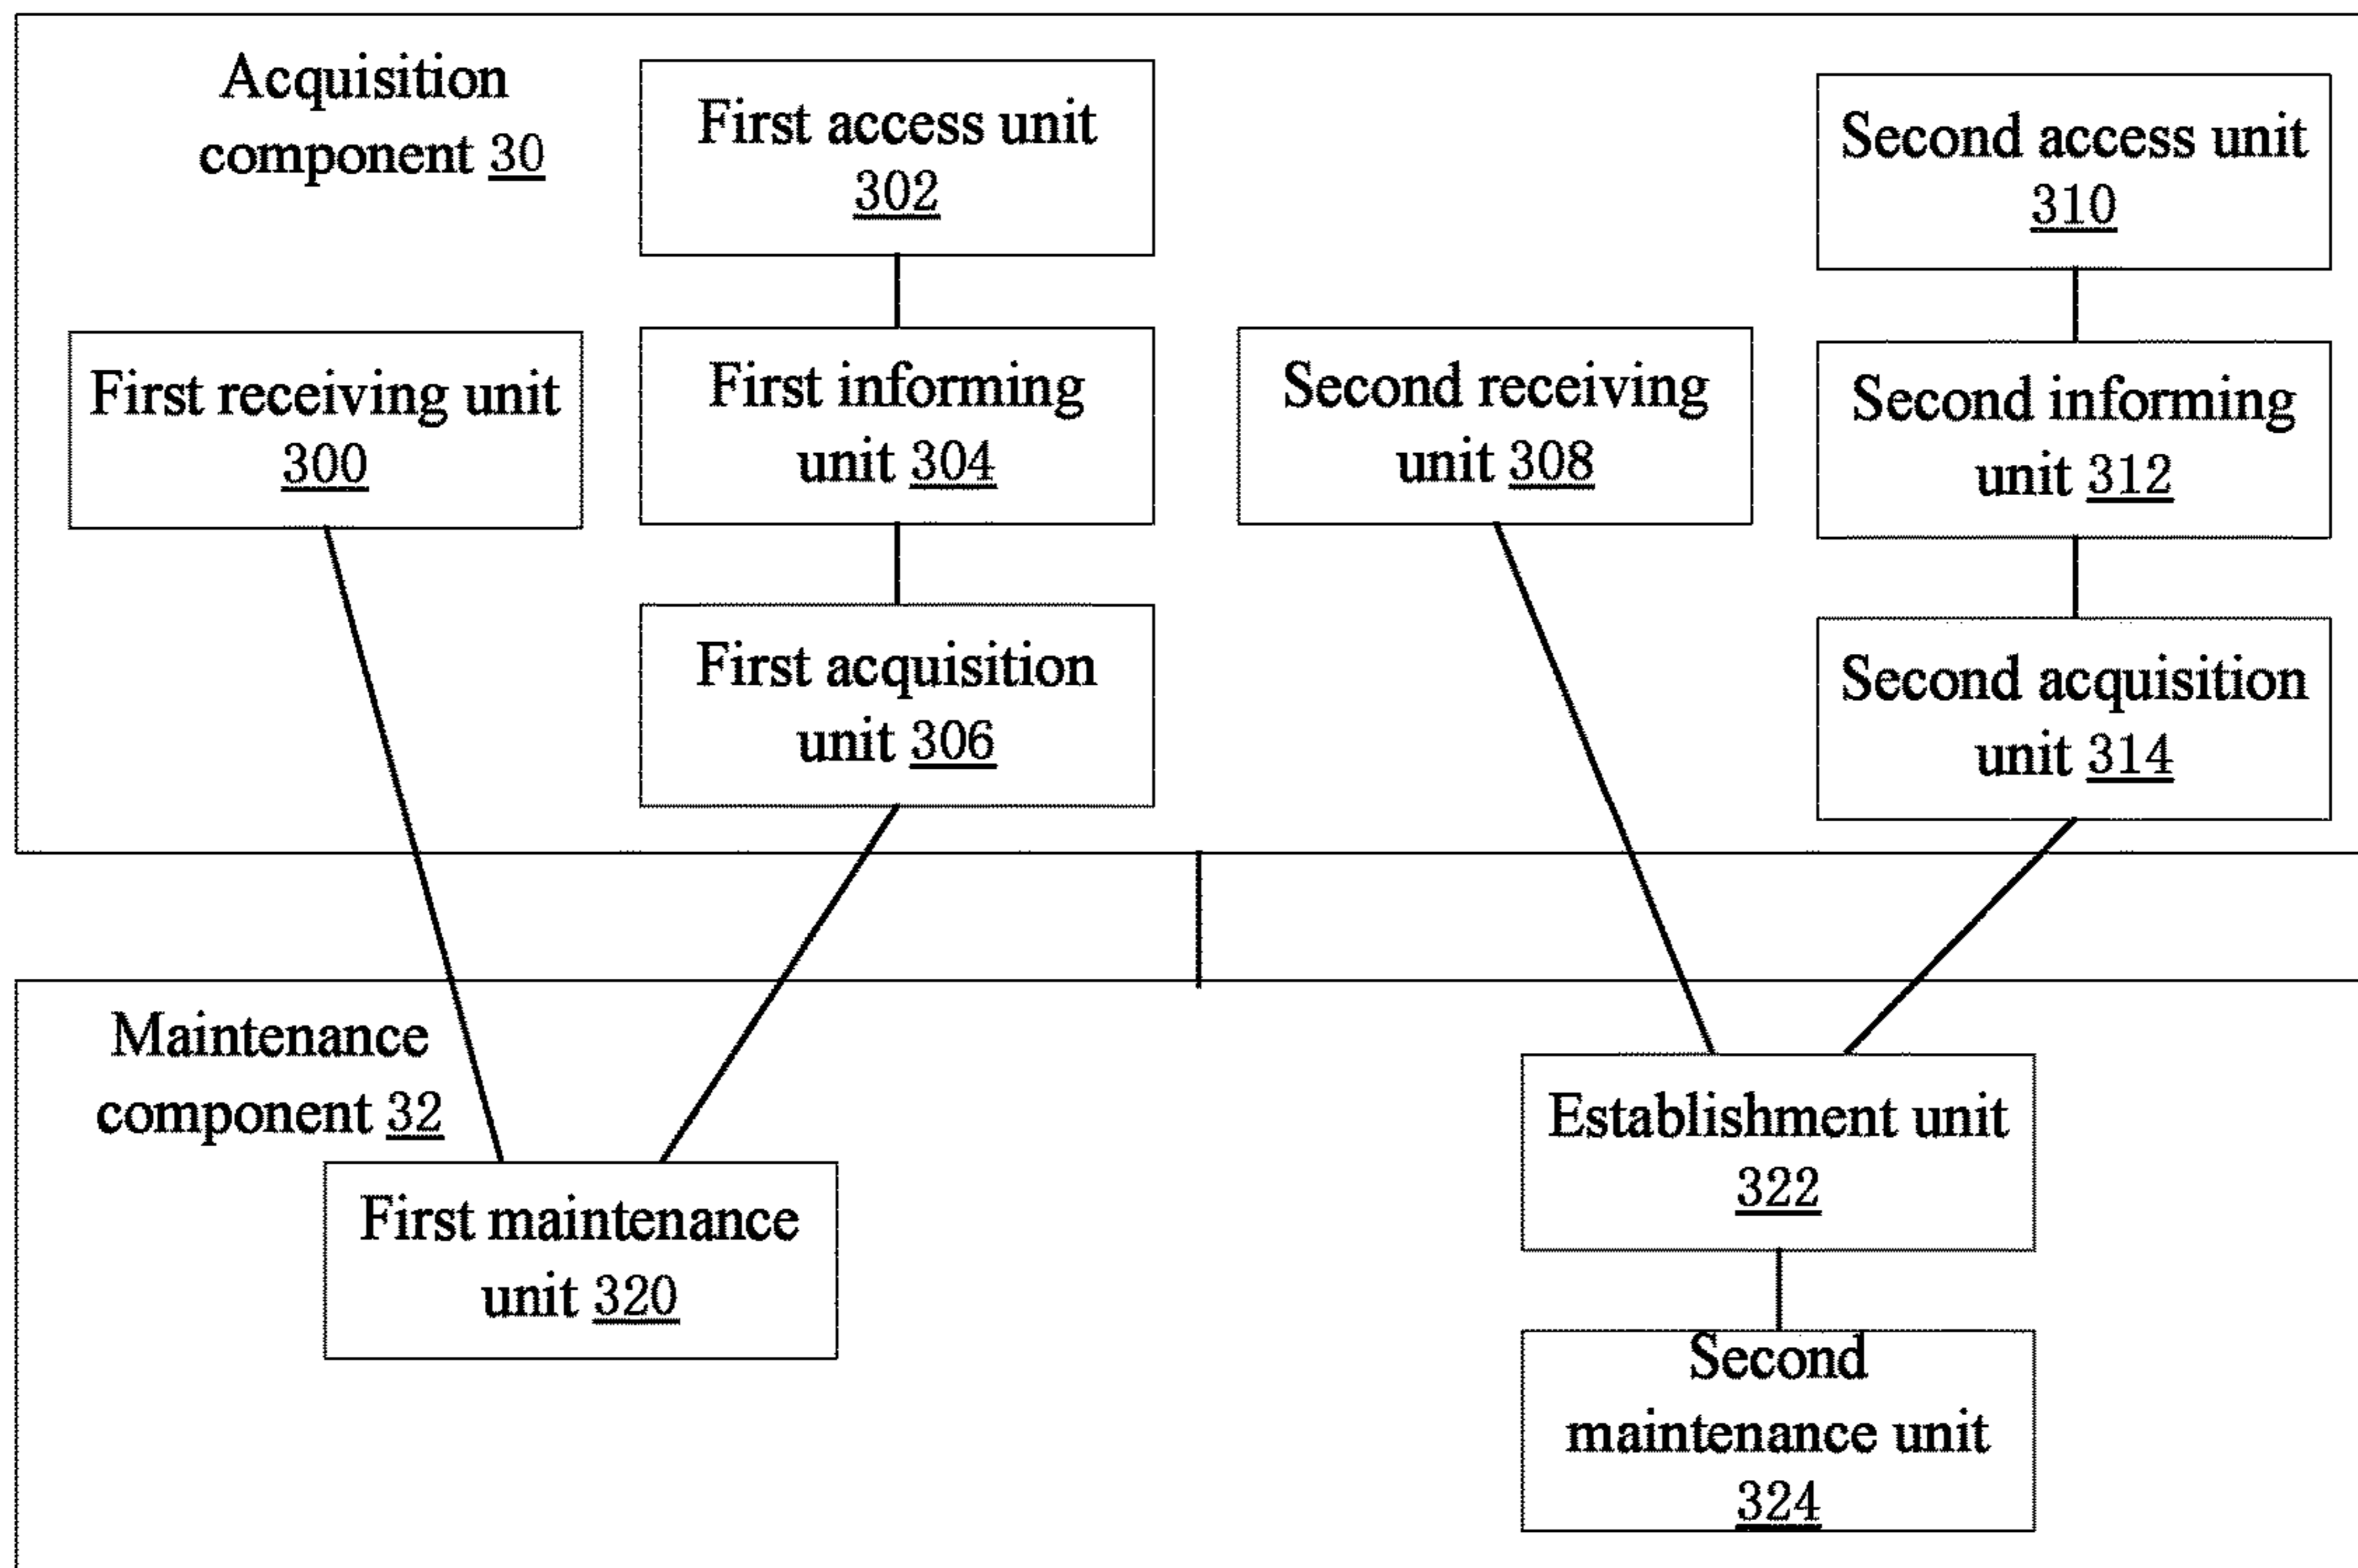 Acquisition
component 30
First access unit
302
Second access unit
310
First receiving unit
300
First informing
unit 304
Second receiving
unit 308
Second informing
unit 312
First acquisition
unit 306
Second acquisition
unit 314
Maintenance
component 32
First maintenance
unit 320
Establishment unit
322
Second
maintenance unit
324